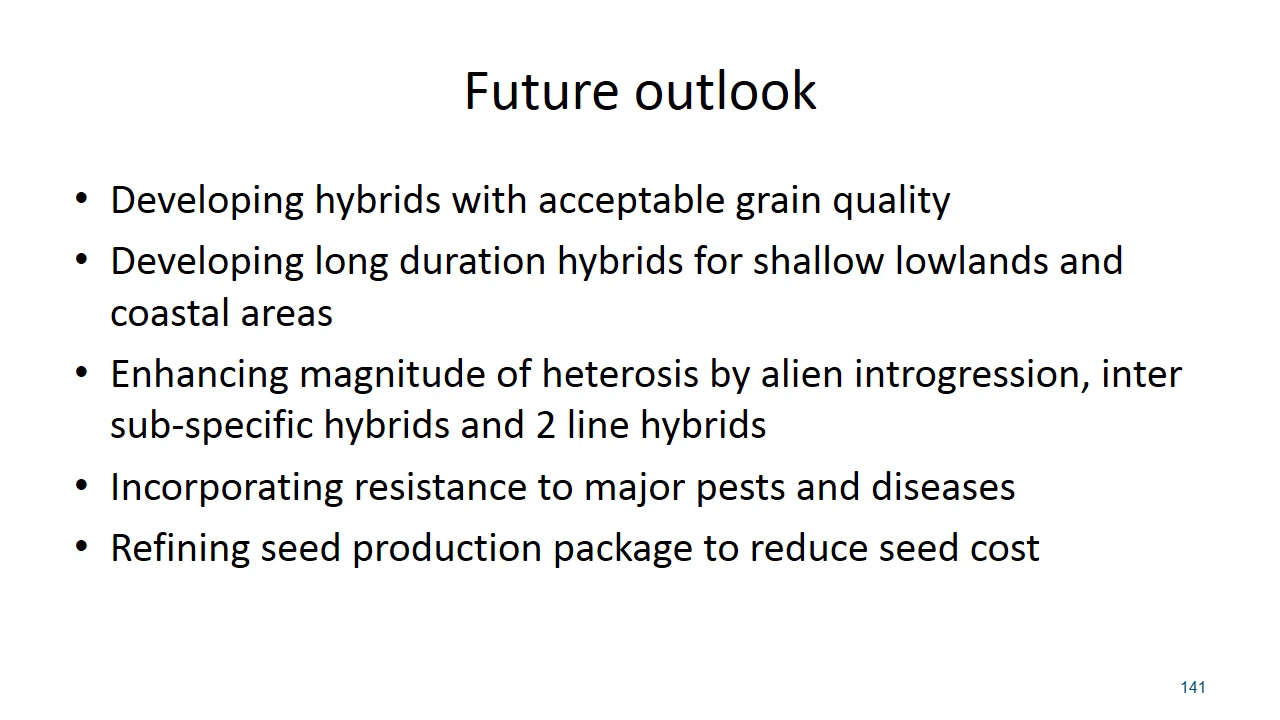 Future outlook
• Developing hybrids with acceptable grain quality
• Developing long duration hybrids for shallow lowlands and
coastal areas
• Enhancing magnitude of heterosis by alien introgression, inter
sub-specific hybrids and 2 line hybrids
• Incorporating resistance to major pests and diseases
• Refining seed production package to reduce seed cost
141